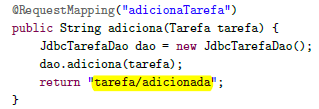 @RequestMapping("adicionaTarefa")
public String adiciona(Tarefa tarefa) {
JdbcTarefaDao dao = new JdbcTarefaDao();
dao.adiciona(tarefa);
return "tarefa/adicionada";
}